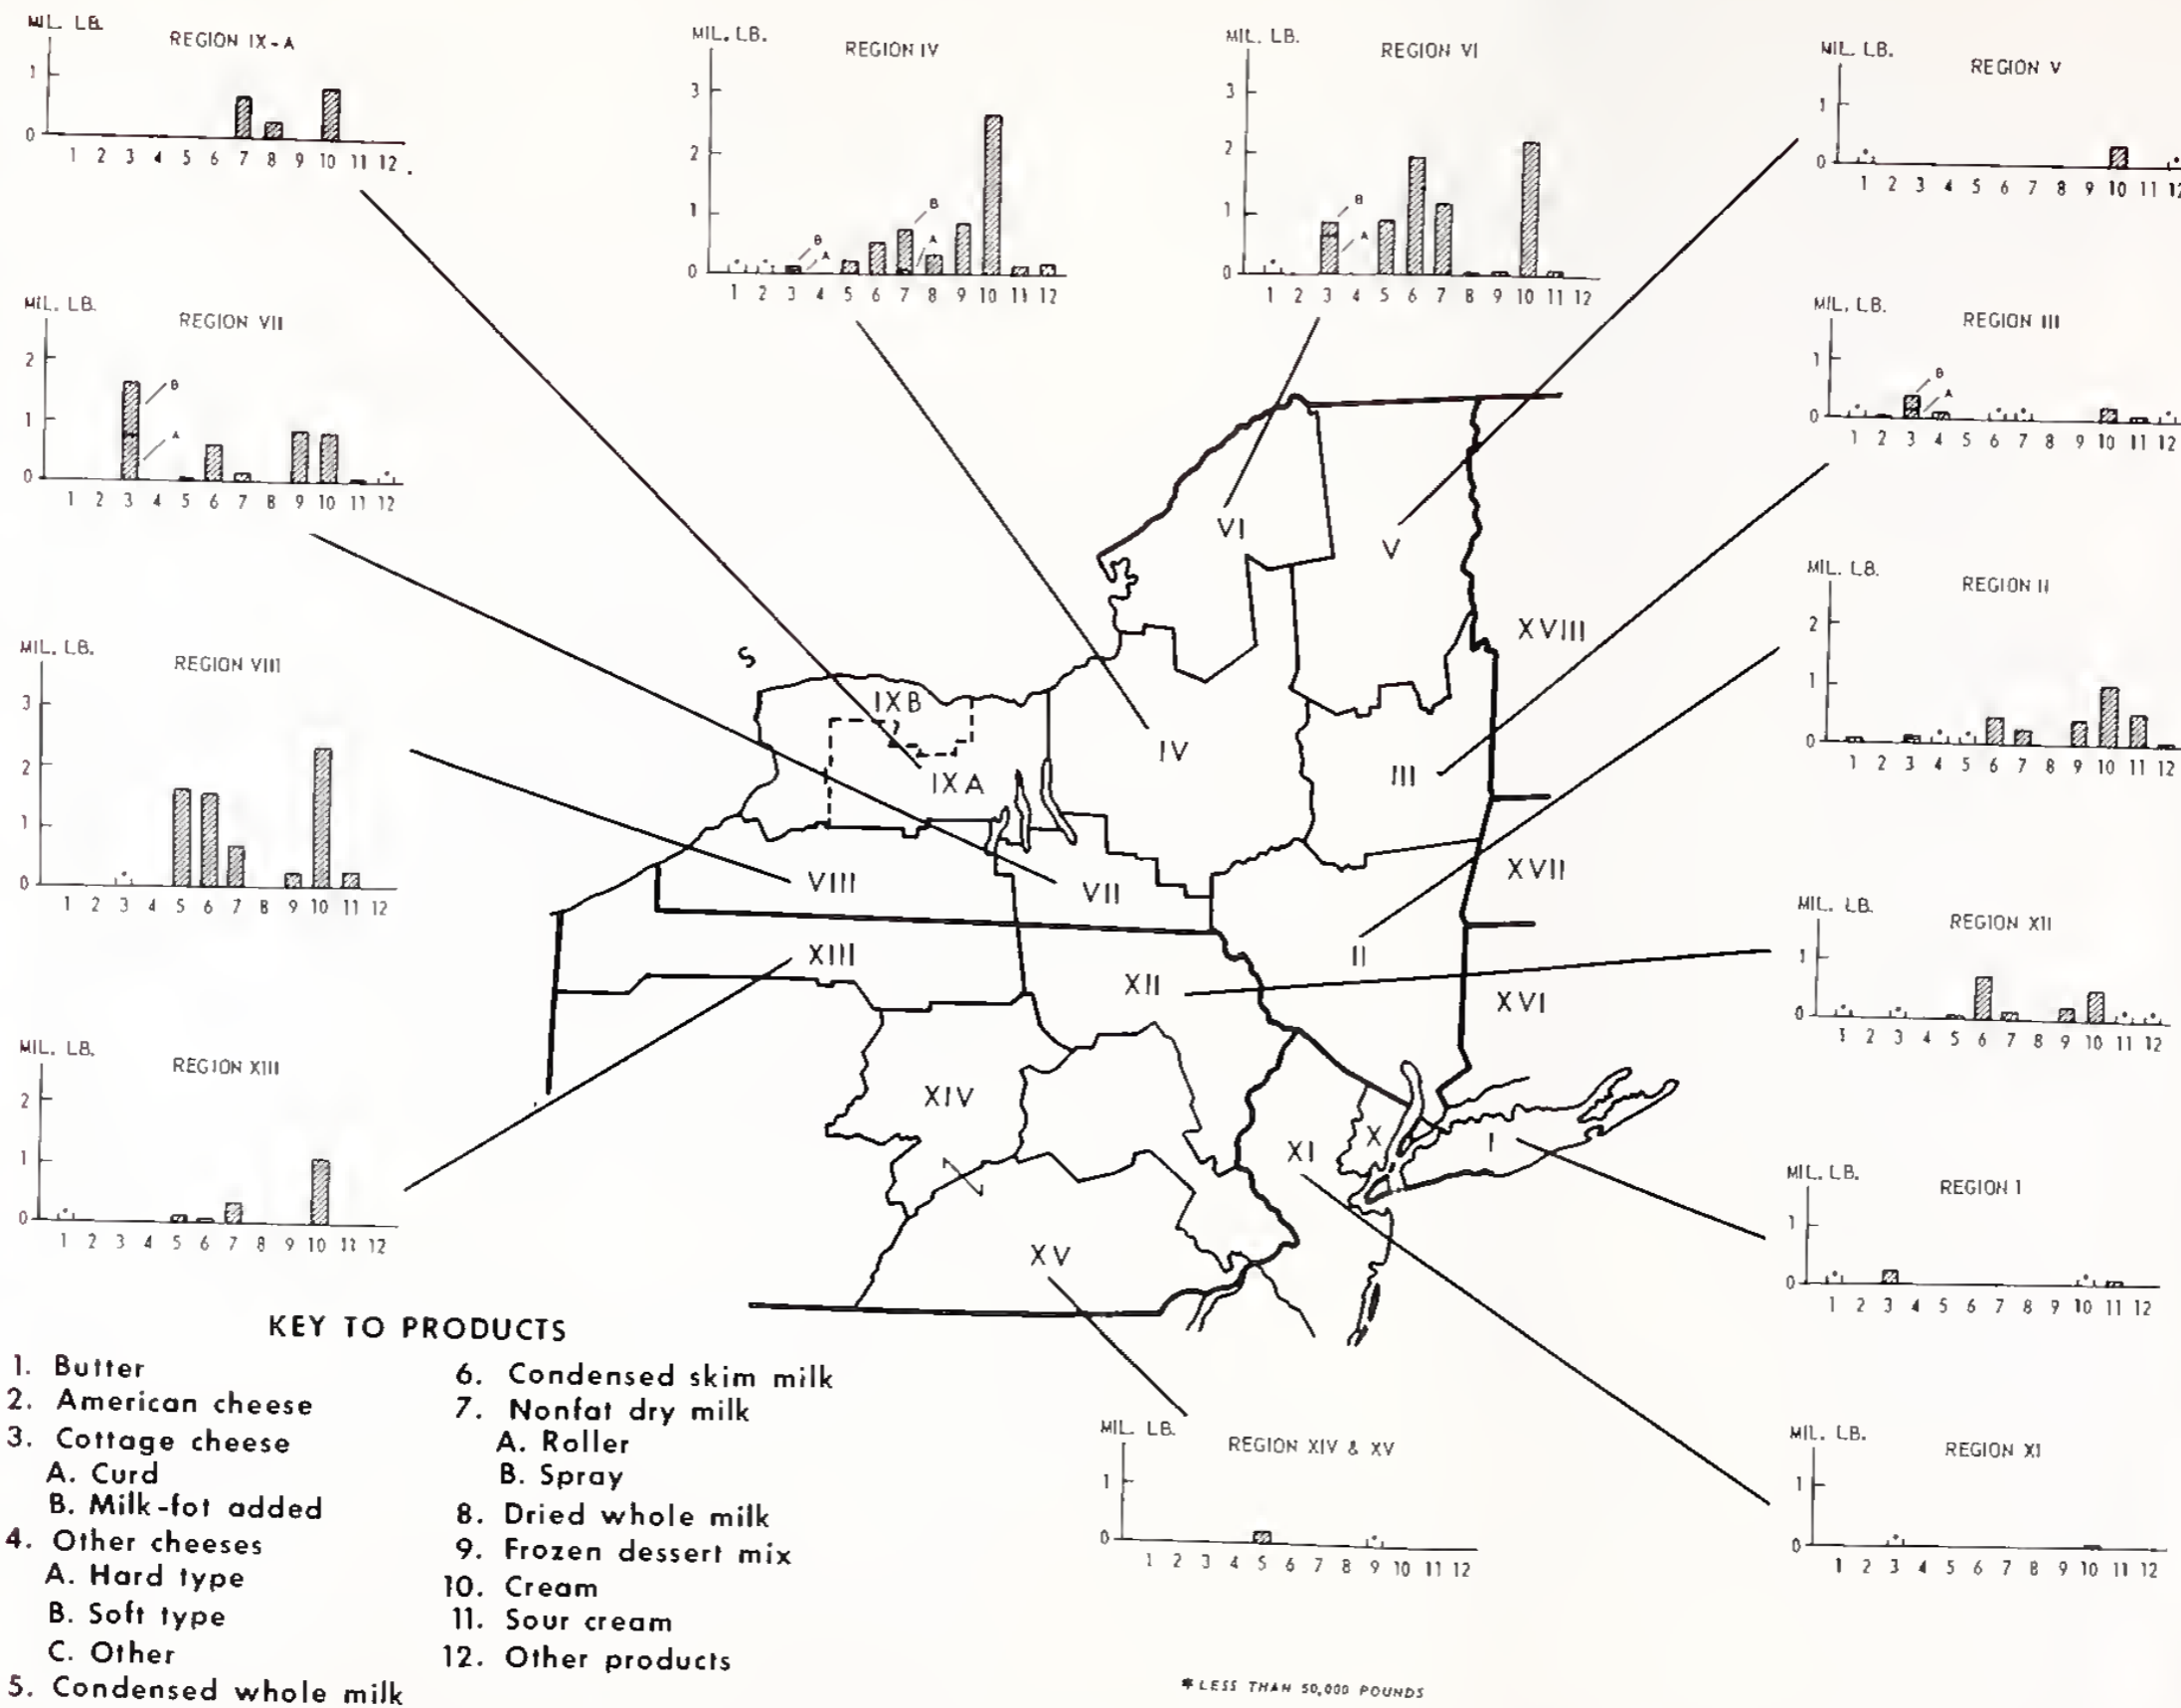 MIL. LB.
REGION IX-A
1
0
1 2 3 4 5 6 7 8 9 10 11 12
MIL. LB.
REGION IV
3
2
1
0
B
A
B
A
1 2 3 4 5 6 7 8 9 10 11 12
MIL. LB.
REGION VI
3
2
1
0
B
A
1 2 3 4 5 6 7 8 9 10 11 12
MIL. LB.
REGION V
1
0
1 2 3 4 5 6 7 8 9 10 11 12
MIL. LB.
REGION VII
2
1
0
B
A
1 2 3 4 5 6 7 8 9 10 11 12
MIL. LB.
REGION III
1
0
B
A
1 2 3 4 5 6 7 8 9 10 11 12
MIL. LB.
REGION II
2
1
0
1 2 3 4 5 6 7 8 9 10 11 12
MIL. LB.
REGION VIII
3
2
1
0
1 2 3 4 5 6 7 8 9 10 11 12
MIL. LB.
REGION XII
1
0
1 2 3 4 5 6 7 8 9 10 11 12
MIL. LB.
REGION XIII
2
1
0
1 2 3 4 5 6 7 8 9 10 11 12
MIL. LB.
REGION I
1
0
1 2 3 4 5 6 7 8 9 10 11 12
MIL. LB.
REGION XIV & XV
1
0
1 2 3 4 5 6 7 8 9 10 11 12
MIL. LB.
REGION XI
1
0
1 2 3 4 5 6 7 8 9 10 11 12
VI
V
XVIII
IXB
IV
IXA
III
XVII
VIII
VII
II
XIII
XII
XVI
XIV
XI
X
I
XV
KEY TO PRODUCTS
1. Butter
2. American cheese
3. Cottage cheese
A. Curd
B. Milk-fot added
4. Other cheeses
A. Hard type
B. Soft type
C. Other
5. Condensed whole milk
6. Condensed skim milk
7. Nonfat dry milk
A. Roller
B. Spray
8. Dried whole milk
9. Frozen dessert mix
10. Cream
11. Sour cream
12. Other products
*LESS THAN 50,000 POUNDS